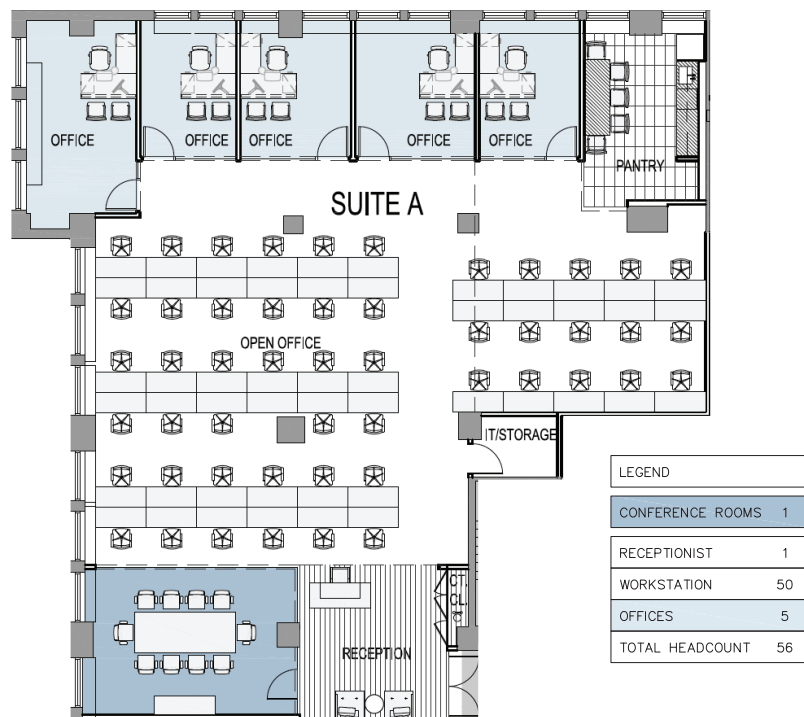 OFFICE
OFFICE
OFFICE
OFFICE
OFFICE
PANTRY
SUITE A
OPEN OFFICE
IT/STORAGE
LEGEND
CONFERENCE ROOMS 1
RECEPTIONIST 1
WORKSTATION 50
OFFICES 5
TOTAL HEADCOUNT 56
CT.
CL.
RECEPTION